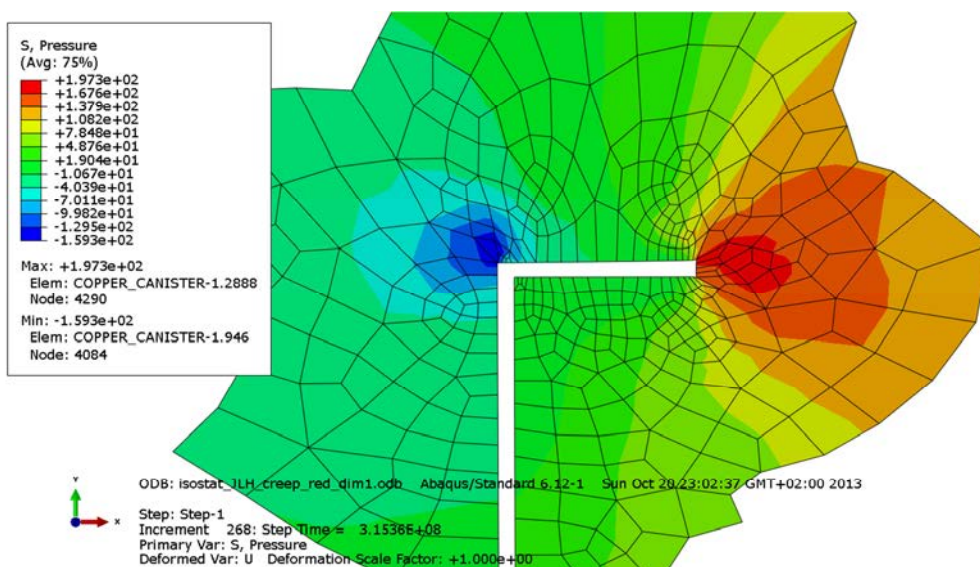 S, Pressure
(Avg: 75%)
+1.973e+02
+1.676e+02
+1.379e+02
+1.082e+02
+7.848e+01
+4.876e+01
+1.904e+01
-1.067e+01
-4.039e+01
-7.011e+01
-9.982e+01
-1.295e+02
-1.593e+02
Max: +1.973e+02
Elem: COPPER_CANISTER-1.2888
Node: 4290
Min: -1.593e+02
Elem: COPPER_CANISTER-1.946
Node: 4084
Y
X
ODB: isostat_JLH_creep_red_dim1.odb Abaqus/Standard 6.12-1 Sun Oct 20 23:02:37 GMT+02:00 2013
Step: Step-1
Increment 268: Step Time = 3.1536E+08
Primary Var: S, Pressure
Deformed Var: U Deformation Scale Factor: +1.000e+00